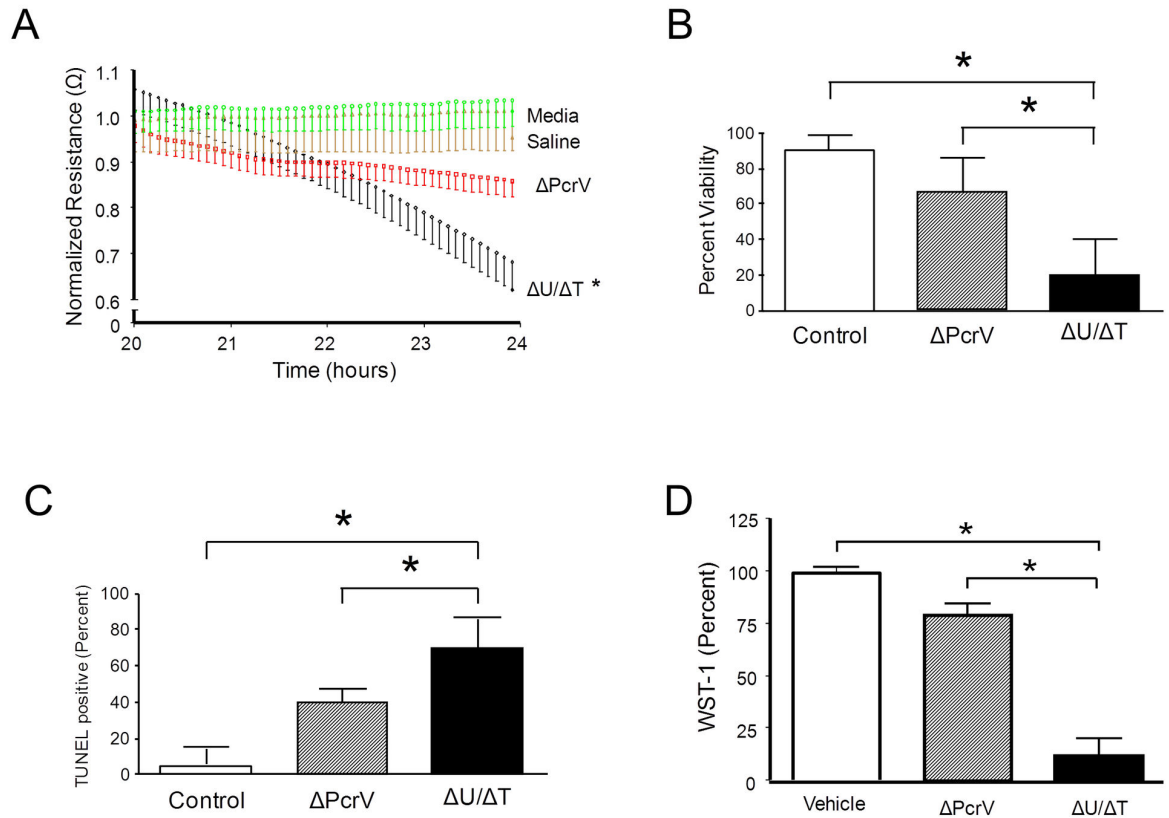 A
Normalized Resistance (Ω)
1.1
1.0
0.9
0.8
0.7
0.6
0
20
21
22
23
24
Time (hours)
Media
Saline
ΔPcrV
ΔU/ΔT *
B
*
*
Percent Viability
100
80
60
40
20
0
Control
ΔPcrV
ΔU/ΔT
C
*
*
TUNEL positive (Percent)
100
80
60
40
20
0
Control
ΔPcrV
ΔU/ΔT
D
*
*
WST-1 (Percent)
125
100
75
50
25
0
Vehicle
ΔPcrV
ΔU/ΔT